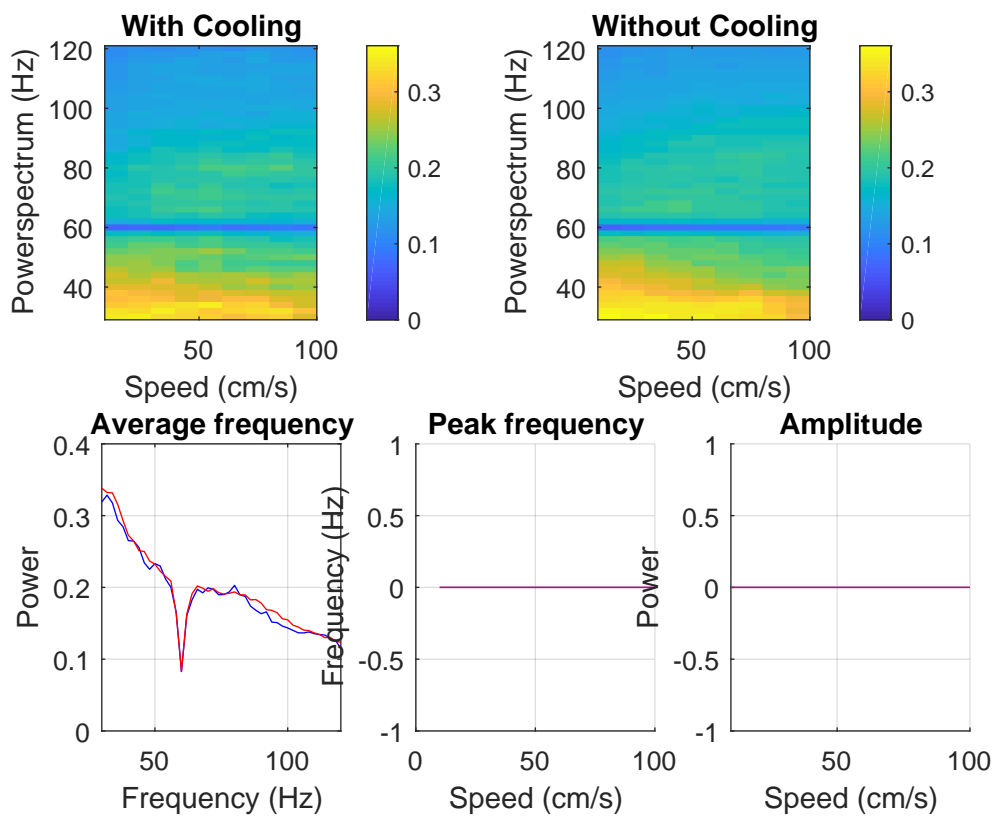 With Cooling
Powerspectrum (Hz)
120
100
80
60
40
50
100
Speed (cm/s)
0.3
0.2
0.1
0
Without Cooling
Powerspectrum (Hz)
120
100
80
60
40
50
100
Speed (cm/s)
0.3
0.2
0.1
0
Average frequency
Power
0.4
0.3
0.2
0.1
0
50
100
Frequency (Hz)
Peak frequency
Frequency (Hz)
1
0.5
0
-0.5
-1
0
50
100
Speed (cm/s)
Amplitude
Power
1
0.5
0
-0.5
-1
50
100
Speed (cm/s)